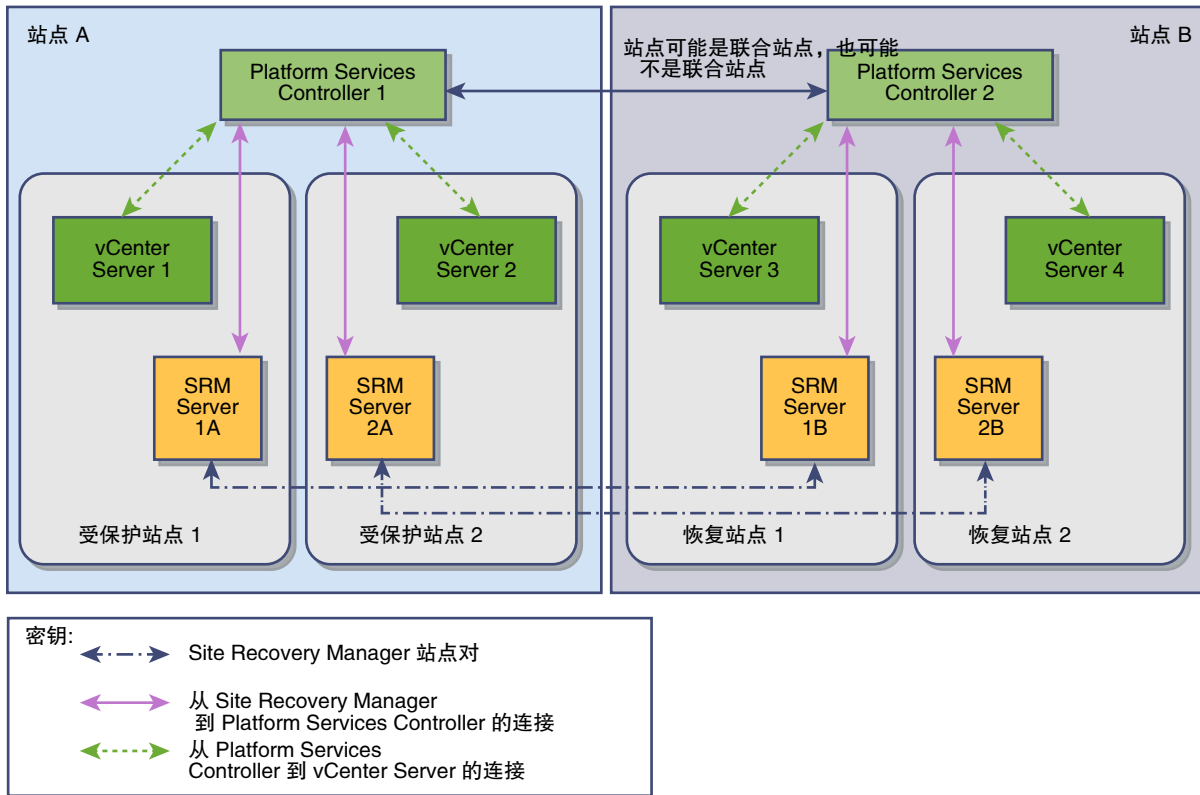 站点 A
站点 B
站点可能是联合站点，也可能
不是联合站点
Platform Services
Controller 1
Platform Services
Controller 2
vCenter
Server 1
vCenter
Server 2
vCenter
Server 3
vCenter
Server 4
SRM
Server
1A
SRM
Server
2A
SRM
Server
1B
SRM
Server
2B
受保护站点 1
受保护站点 2
恢复站点 1
恢复站点 2
密钥:
Site Recovery Manager 站点对
从 Site Recovery Manager
到 Platform Services Controller 的连接
从 Platform Services
Controller 到 vCenter Server 的连接